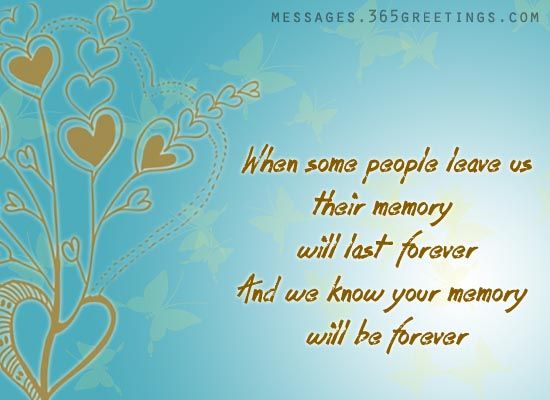 MESSAGES.365GREETINGS.COM
When some people leave us
their memory
will last forever
And we know your memory
will be forever